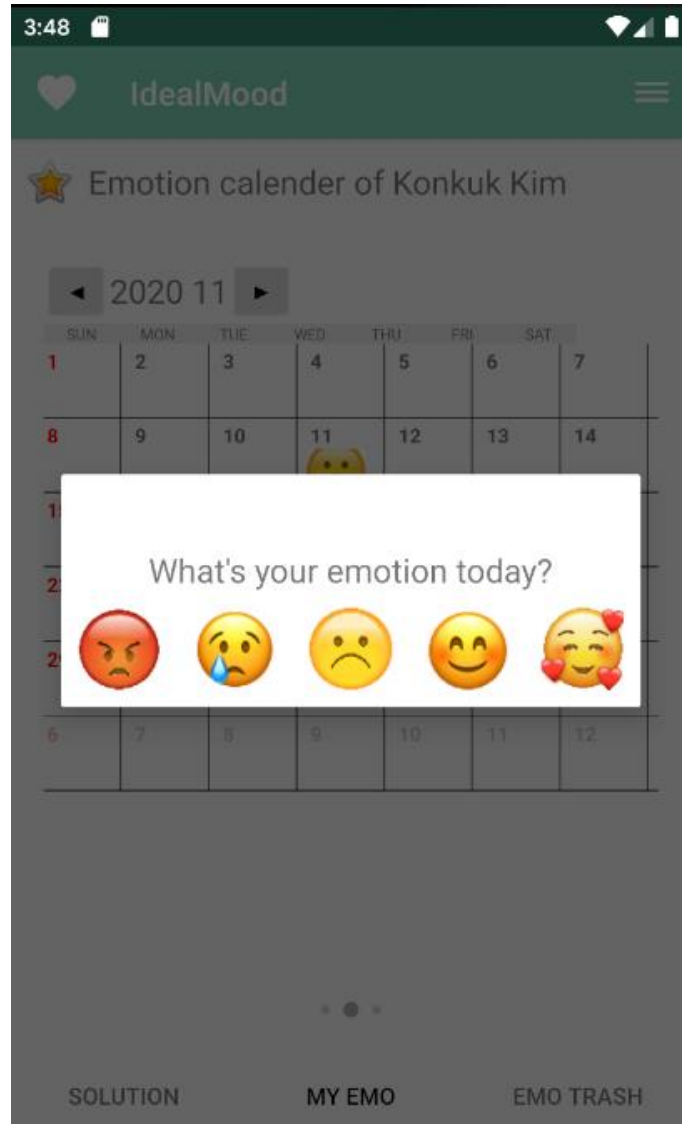 3:48
IdealMood
Emotion calender of Konkuk Kim
◄ 2020 11 ►
SUN MON TUE WED THU FRI SAT
1 2 3 4 5 6 7
8 9 10 11 12 13 14
What's your emotion today?
6 7 8 9 10 11 12
SOLUTION MY EMO EMO TRASH